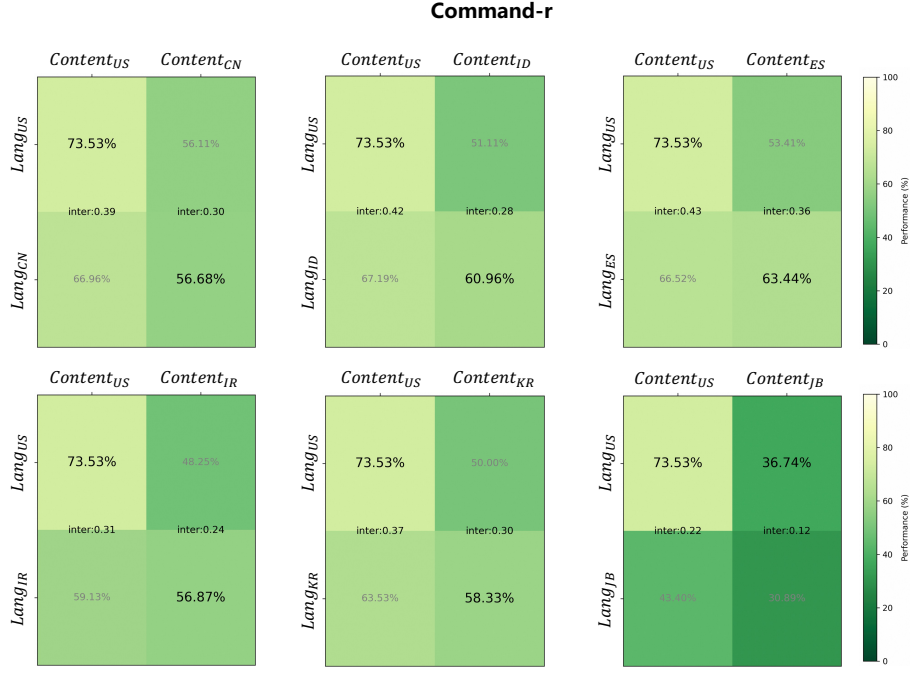 Command-r
Content_US Content_CN
Lang_US
73.53% 56.11%
inter:0.39 inter:0.30
Lang_CN
66.96% 56.68%
Content_US Content_ID
Lang_US
73.53% 51.11%
inter:0.42 inter:0.28
Lang_ID
67.19% 60.96%
Content_US Content_ES
Lang_US
73.53% 53.41%
inter:0.43 inter:0.36
Lang_ES
66.52% 63.44%
100
80
60
40
20
0
Performance (%)
Content_US Content_IR
Lang_US
73.53% 48.25%
inter:0.31 inter:0.24
Lang_IR
59.13% 56.87%
Content_US Content_KR
Lang_US
73.53% 50.00%
inter:0.37 inter:0.30
Lang_KR
63.53% 58.33%
Content_US Content_JB
Lang_US
73.53% 36.74%
inter:0.22 inter:0.12
Lang_JB
43.40% 30.89%
100
80
60
40
20
0
Performance (%)